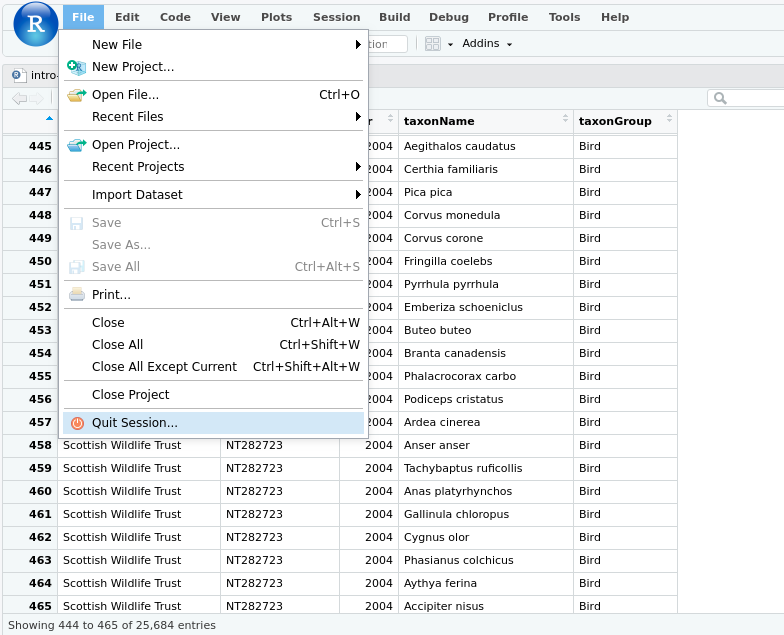 R
File Edit Code View Plots Session Build Debug Profile Tools Help
Addins
New File
New Project...
Open File... Ctrl+O
Recent Files
Open Project...
Recent Projects
Import Dataset
Save Ctrl+S
Save As...
Save All Ctrl+Alt+S
Print...
Close Ctrl+Alt+W
Close All Ctrl+Shift+W
Close All Except Current Ctrl+Shift+Alt+W
Close Project
Quit Session...
intro-
r taxonName taxonGroup
445 2004 Aegithalos caudatus Bird
446 2004 Certhia familiaris Bird
447 2004 Pica pica Bird
448 2004 Corvus monedula Bird
449 2004 Corvus corone Bird
450 2004 Fringilla coelebs Bird
451 2004 Pyrrhula pyrrhula Bird
452 2004 Emberiza schoeniclus Bird
453 2004 Buteo buteo Bird
454 2004 Branta canadensis Bird
455 2004 Phalacrocorax carbo Bird
456 2004 Podiceps cristatus Bird
457 2004 Ardea cinerea Bird
458 Scottish Wildlife Trust NT282723 2004 Anser anser Bird
459 Scottish Wildlife Trust NT282723 2004 Tachybaptus ruficollis Bird
460 Scottish Wildlife Trust NT282723 2004 Anas platyrhynchos Bird
461 Scottish Wildlife Trust NT282723 2004 Gallinula chloropus Bird
462 Scottish Wildlife Trust NT282723 2004 Cygnus olor Bird
463 Scottish Wildlife Trust NT282723 2004 Phasianus colchicus Bird
464 Scottish Wildlife Trust NT282723 2004 Aythya ferina Bird
465 Scottish Wildlife Trust NT282723 2004 Accipiter nisus Bird
Showing 444 to 465 of 25,684 entries